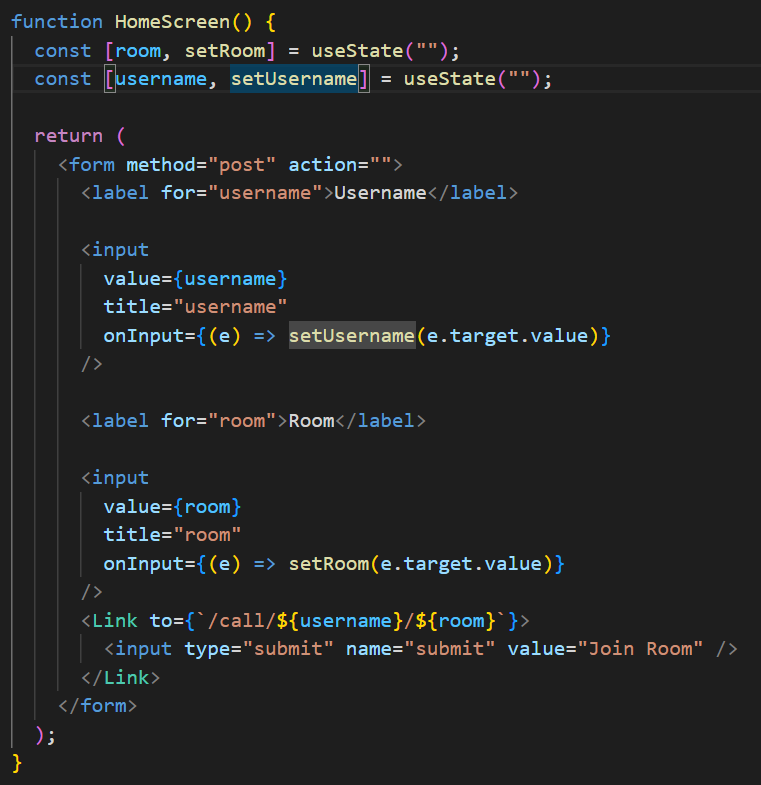 function HomeScreen() {
  const [room, setRoom] = useState("");
  const [username, setUsername] = useState("");

  return (
    <form method="post" action="">
      <label for="username">Username</label>

      <input
        value={username}
        title="username"
        onInput={(e) => setUsername(e.target.value)}
      />

      <label for="room">Room</label>

      <input
        value={room}
        title="room"
        onInput={(e) => setRoom(e.target.value)}
      />
      <Link to={`/call/${username}/${room}`}>
        <input type="submit" name="submit" value="Join Room" />
      </Link>
    </form>
  );
}